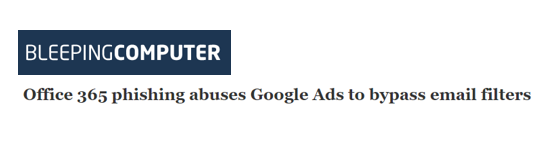 BLEEPINGCOMPUTER
Office 365 phishing abuses Google Ads to bypass email filters